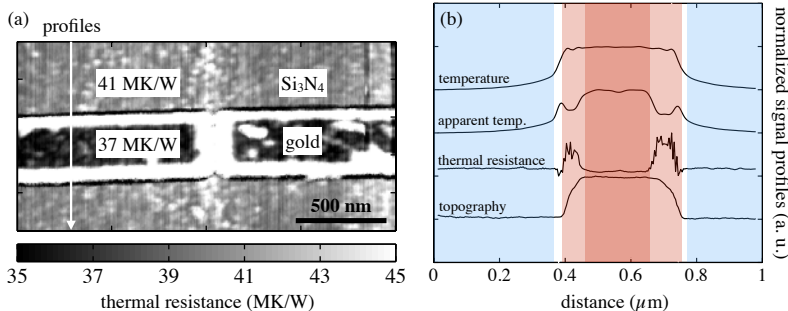 (a)
profiles
41 MK/W
Si3N4
37 MK/W
gold
500 nm
35 37 39 41 43 45
thermal resistance (MK/W)
(b)
temperature
apparent temp.
thermal resistance
topography
0 0.2 0.4 0.6 0.8 1
distance (μm)
normalized signal profiles (a. u.)